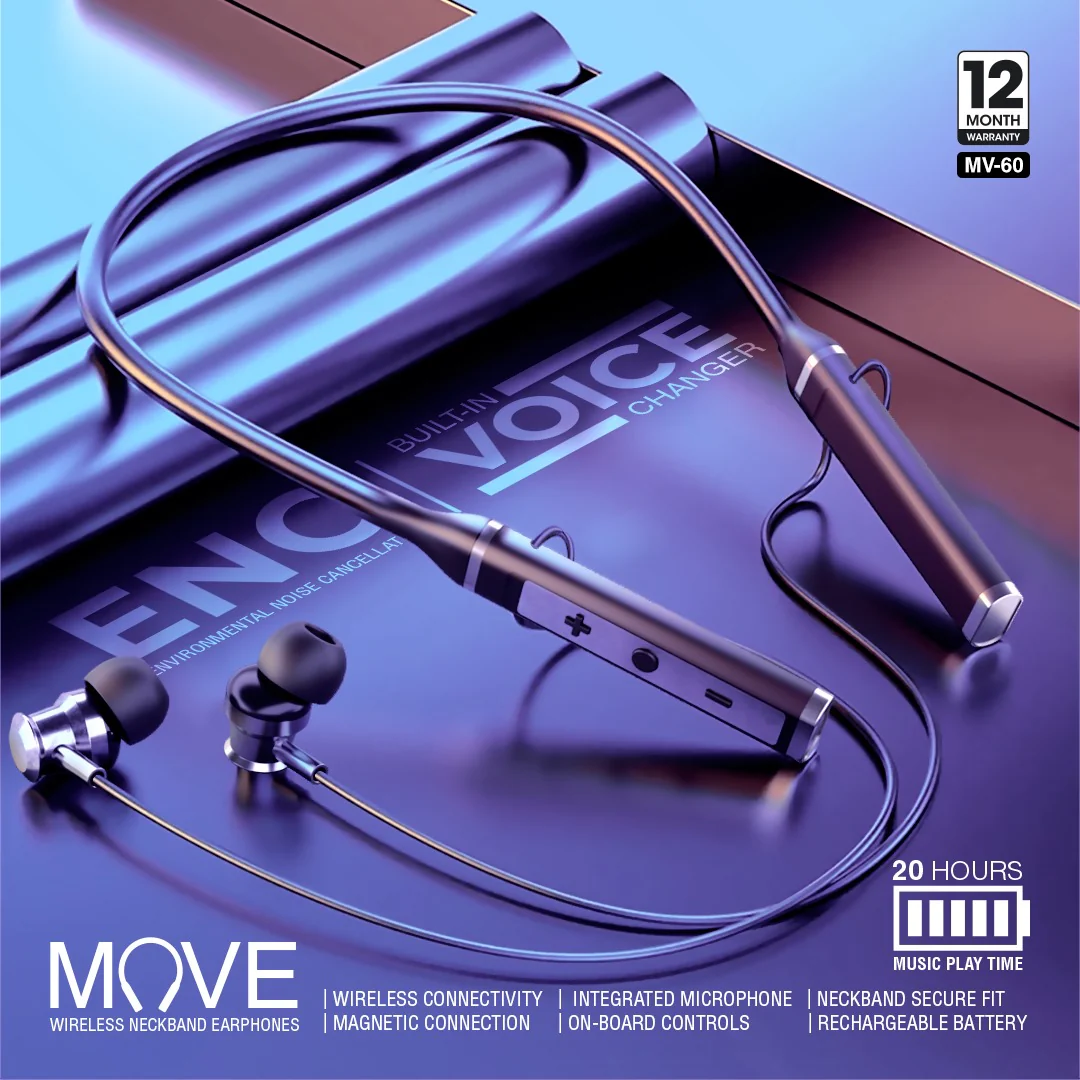 12
MONTH
WARRANTY
MV-60
BUILT-IN
VOICE
CHANGER
ENC
ENVIRONMENTAL NOISE
20 HOURS
MUSIC PLAY TIME
MOVE
WIRELESS NECKBAND EARPHONES
| WIRELESS CONNECTIVITY | INTEGRATED MICROPHONE | NECKBAND SECURE FIT
| MAGNETIC CONNECTION | ON-BOARD CONTROLS | RECHARGEABLE BATTERY